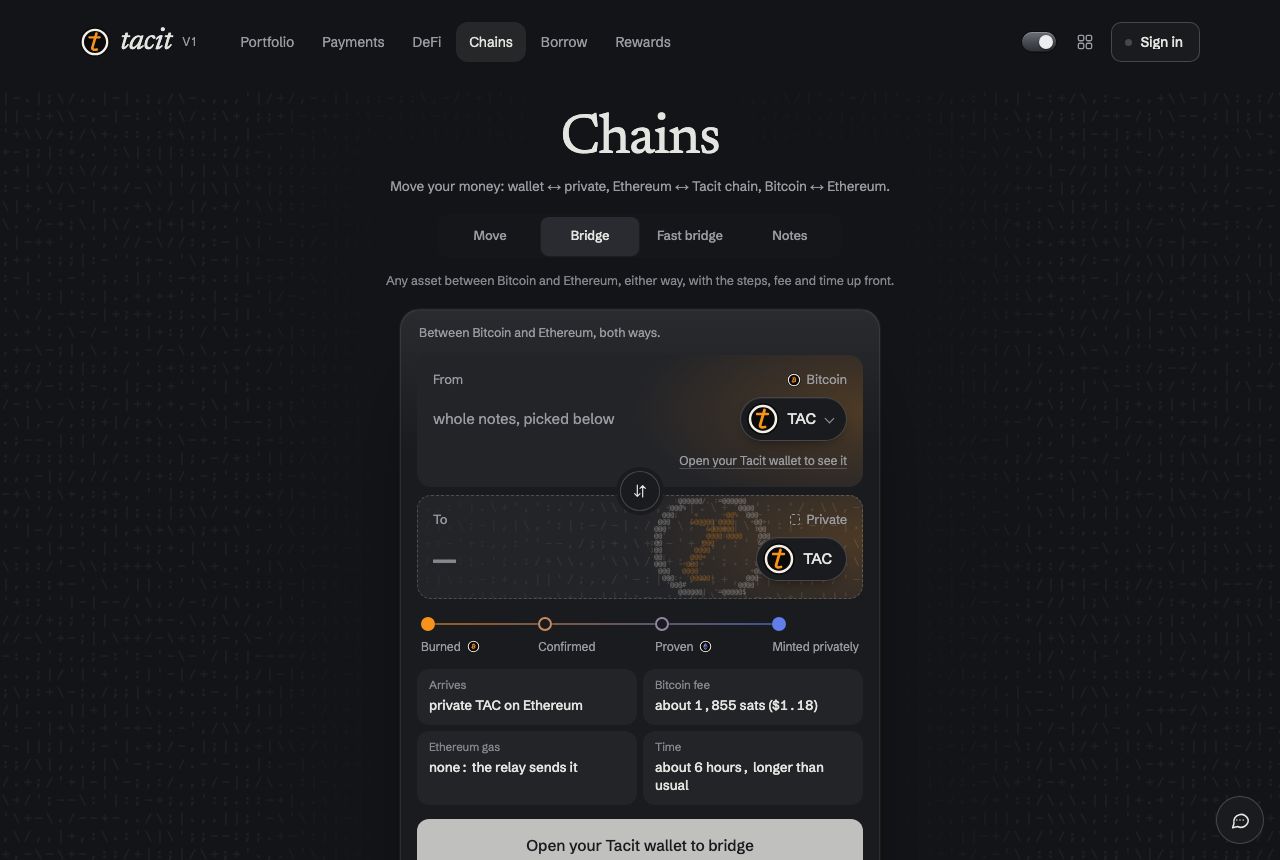 tacit V1 Portfolio Payments DeFi Chains Borrow Rewards Sign in
Chains
Move your money: wallet ↔ private, Ethereum ↔ Tacit chain, Bitcoin ↔ Ethereum.
Move Bridge Fast bridge Notes
Any asset between Bitcoin and Ethereum, either way, with the steps, fee and time up front.
Between Bitcoin and Ethereum, both ways.
From Bitcoin
whole notes, picked below TAC
Open your Tacit wallet to see it
To Private
— TAC
Burned Confirmed Proven Minted privately
Arrives Bitcoin fee
private TAC on Ethereum about 1,855 sats ($1.18)
Ethereum gas Time
none: the relay sends it about 6 hours, longer than
usual
Open your Tacit wallet to bridge